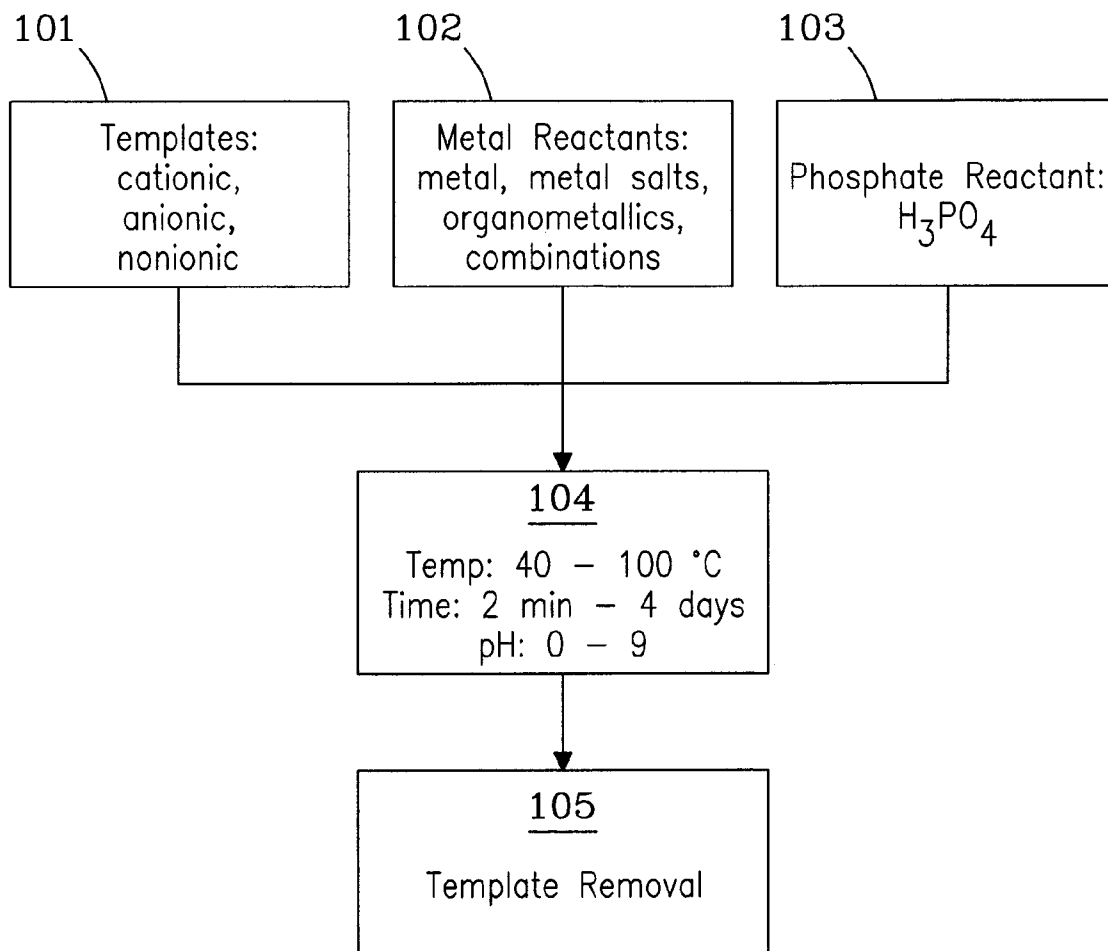 101
102
103
Templates:
cationic,
anionic,
nonionic
Metal Reactants:
metal, metal salts,
organometallics,
combinations
Phosphate Reactant:
H3PO4
104
Temp: 40 – 100 °C
Time: 2 min – 4 days
pH: 0 – 9
105
Template Removal